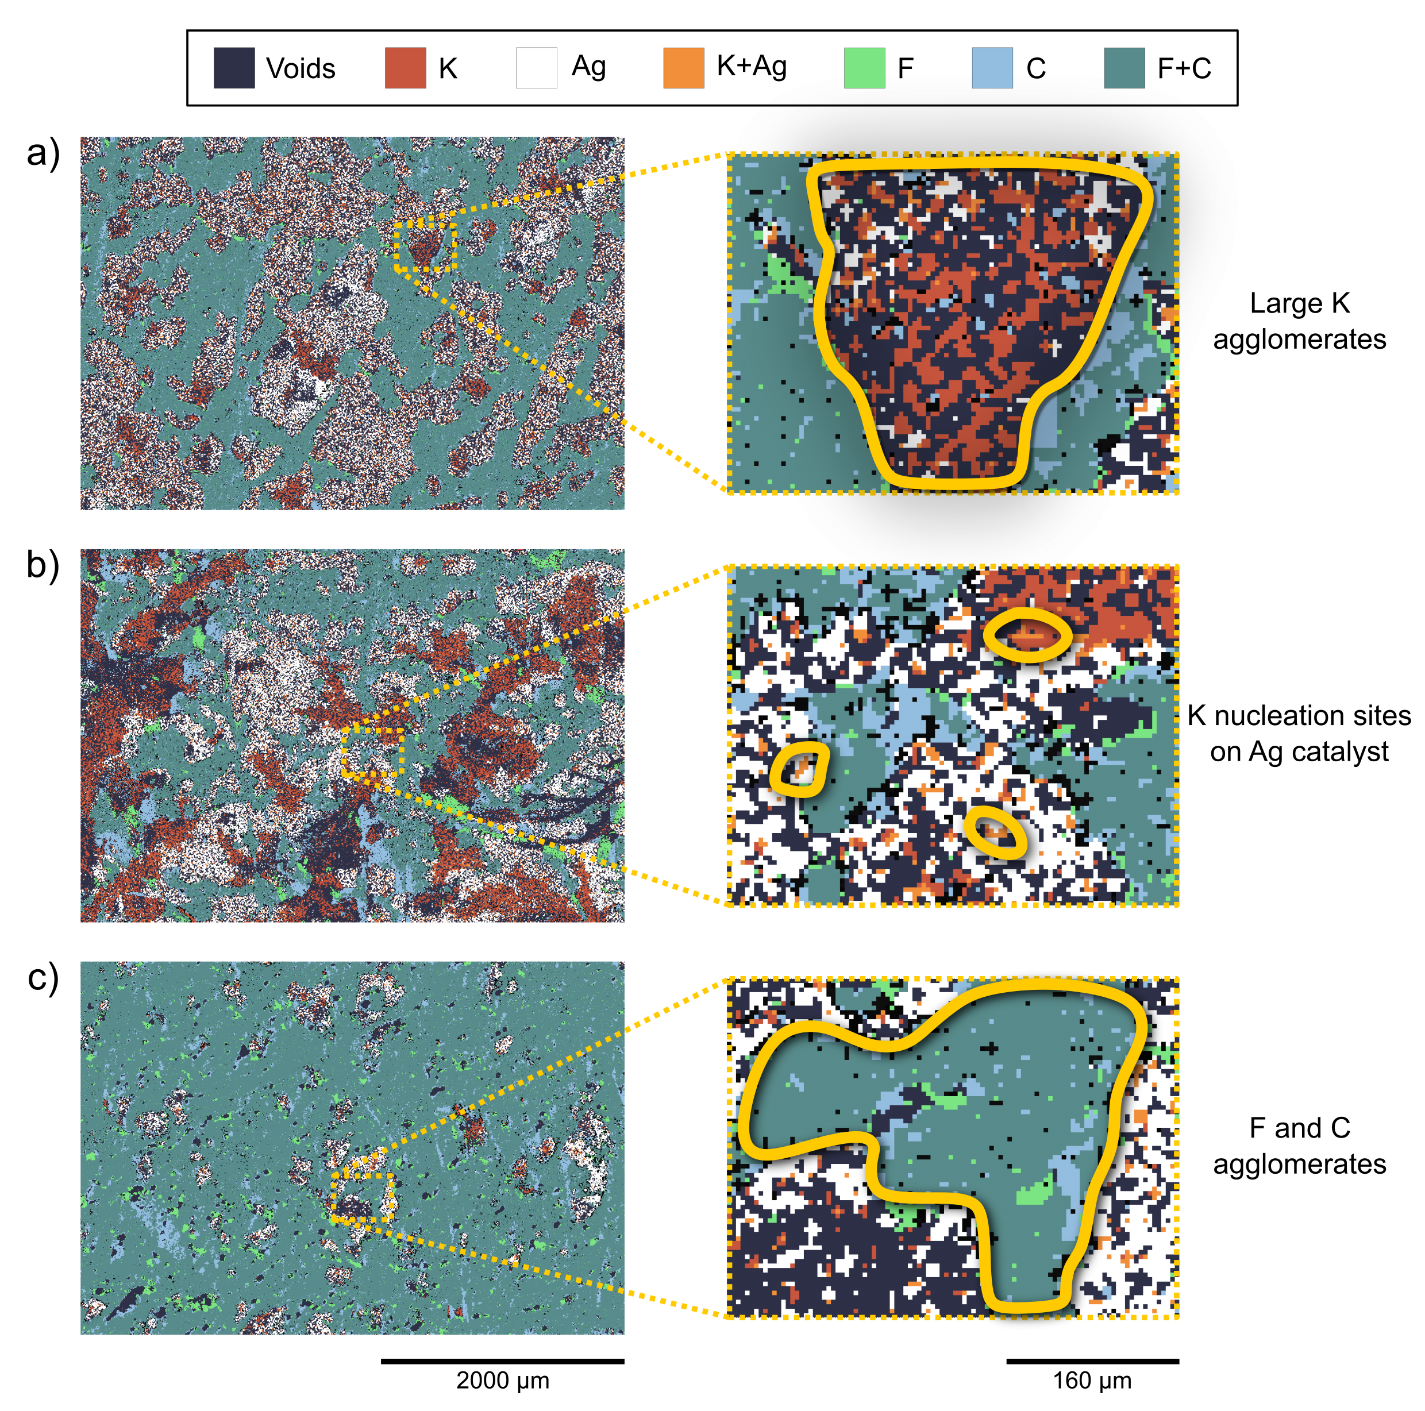 Voids K Ag K+Ag F C F+C
a)
Large K
agglomerates
b)
K nucleation sites
on Ag catalyst
c)
F and C
agglomerates
2000 µm 160 µm